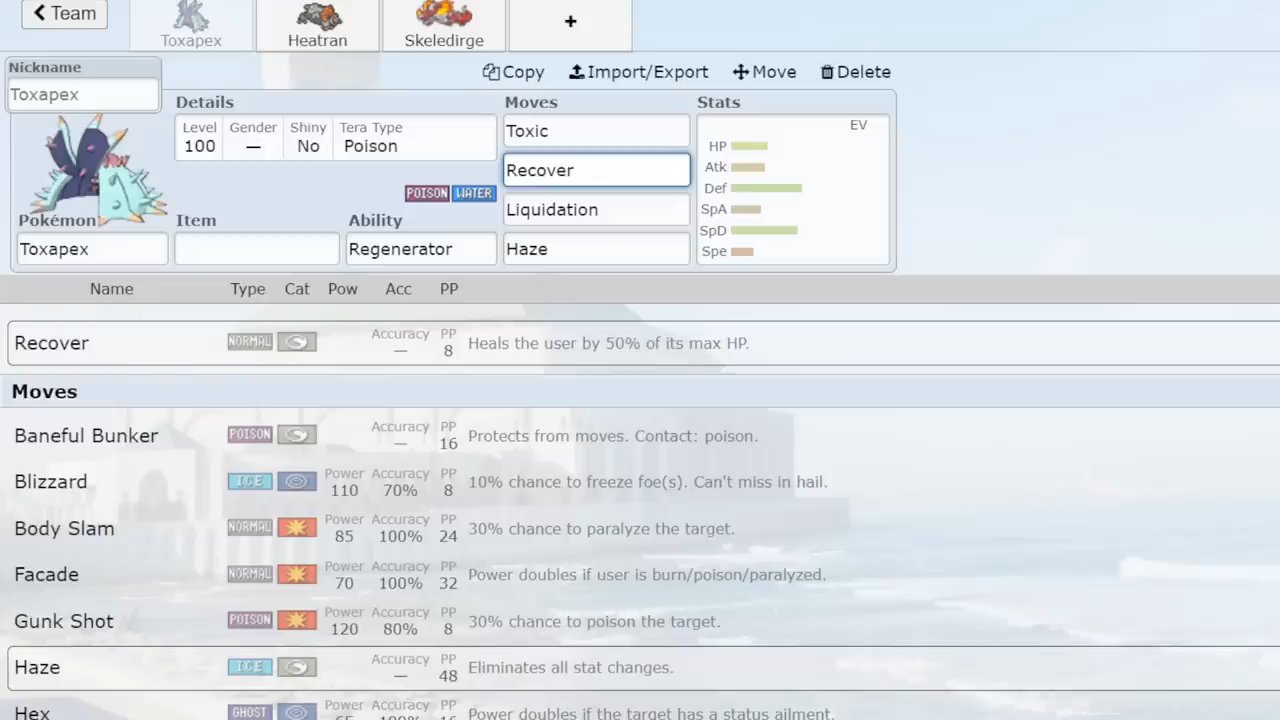 Team
Toxapex
Heatran
Skeledirge
+
Nickname
Toxapex
Copy
Import/Export
Move
Delete
Details
Moves
Stats
Level
Gender
Shiny
Tera Type
100
—
No
Poison
Toxic
EV
HP
Atk
Def
SpA
SpD
Spe
Recover
POISON WATER
Liquidation
Pokémon
Item
Ability
Toxapex
Regenerator
Haze
Name Type Cat Pow Acc PP
Recover NORMAL Accuracy — PP 8 Heals the user by 50% of its max HP.
Moves
Baneful Bunker POISON Accuracy — PP 16 Protects from moves. Contact: poison.
Blizzard ICE Power 110 Accuracy 70% PP 8 10% chance to freeze foe(s). Can't miss in hail.
Body Slam NORMAL Power 85 Accuracy 100% PP 24 30% chance to paralyze the target.
Facade NORMAL Power 70 Accuracy 100% PP 32 Power doubles if user is burn/poison/paralyzed.
Gunk Shot POISON Power 120 Accuracy 80% PP 8 30% chance to poison the target.
Haze ICE Accuracy — PP 48 Eliminates all stat changes.
Hex GHOST Power 65 Accuracy 100% PP 16 Power doubles if the target has a status ailment.